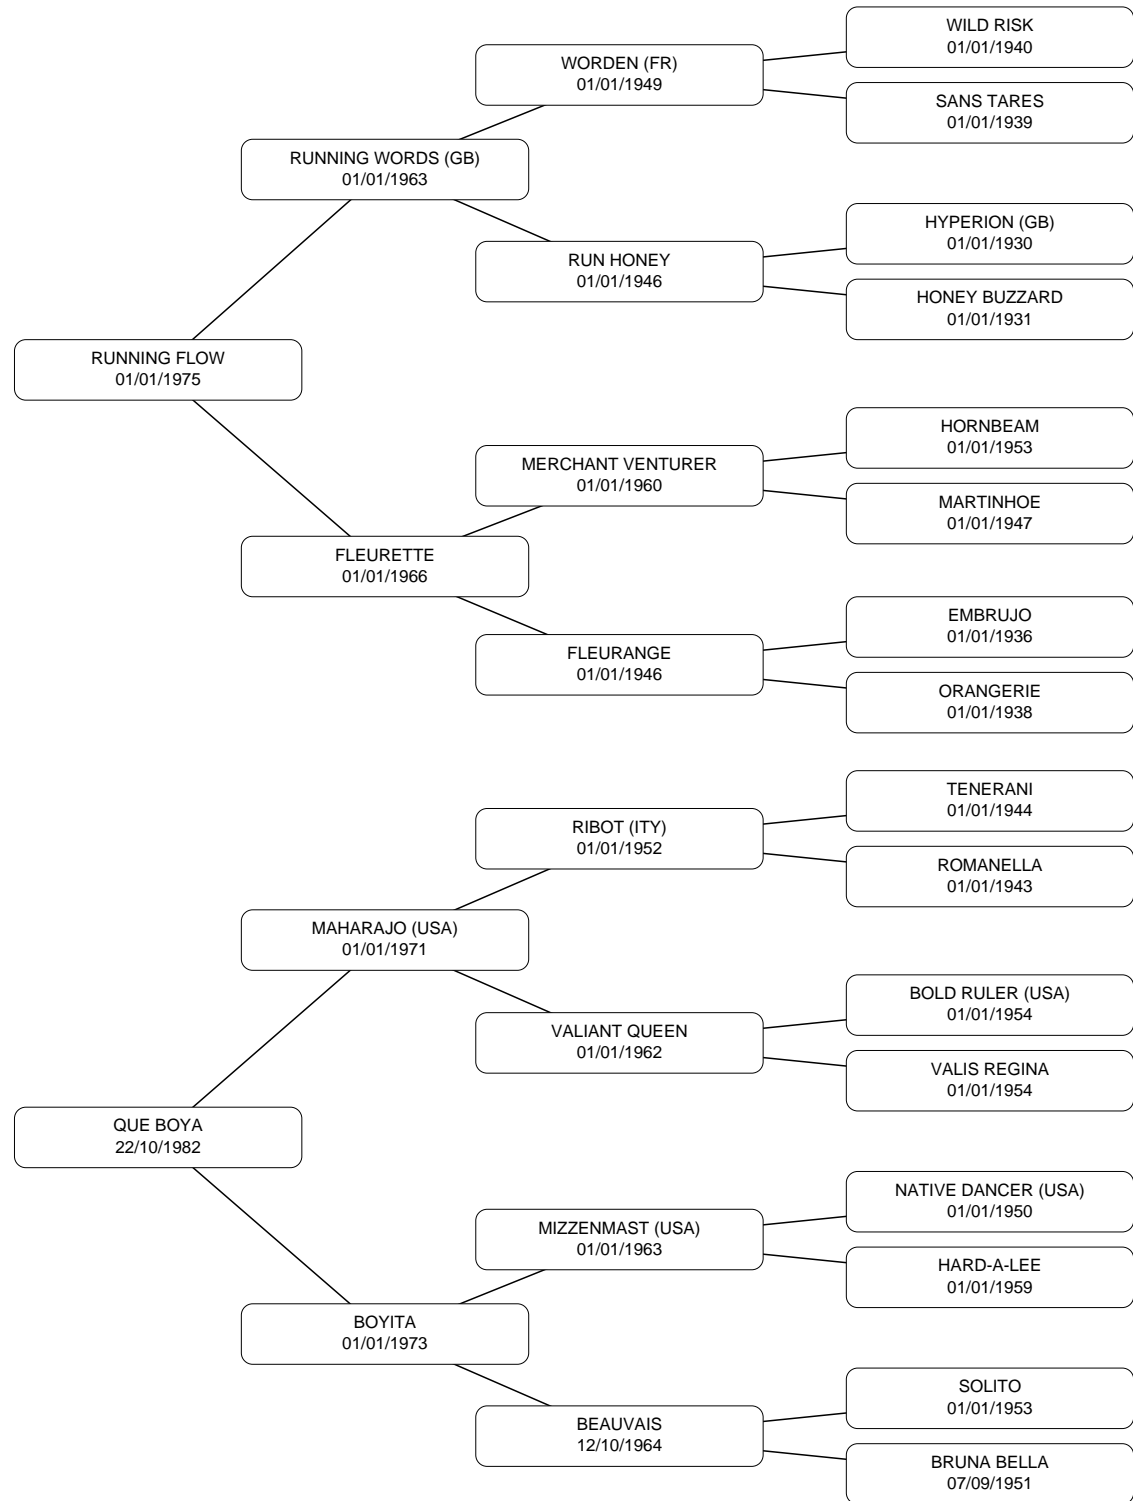 WILD RISK
01/01/1940
WORDEN (FR)
01/01/1949
SANS TARES
01/01/1939
RUNNING WORDS (GB)
01/01/1963
HYPERION (GB)
01/01/1930
RUN HONEY
01/01/1946
HONEY BUZZARD
01/01/1931
RUNNING FLOW
01/01/1975
HORNBEAM
01/01/1953
MERCHANT VENTURER
01/01/1960
MARTINHOE
01/01/1947
FLEURETTE
01/01/1966
EMBRUJO
01/01/1936
FLEURANGE
01/01/1946
ORANGERIE
01/01/1938
TENERANI
01/01/1944
RIBOT (ITY)
01/01/1952
ROMANELLA
01/01/1943
MAHARAJO (USA)
01/01/1971
BOLD RULER (USA)
01/01/1954
VALIANT QUEEN
01/01/1962
VALIS REGINA
01/01/1954
QUE BOYA
22/10/1982
NATIVE DANCER (USA)
01/01/1950
MIZZENMAST (USA)
01/01/1963
HARD-A-LEE
01/01/1959
BOYITA
01/01/1973
SOLITO
01/01/1953
BEAUVAIS
12/10/1964
BRUNA BELLA
07/09/1951